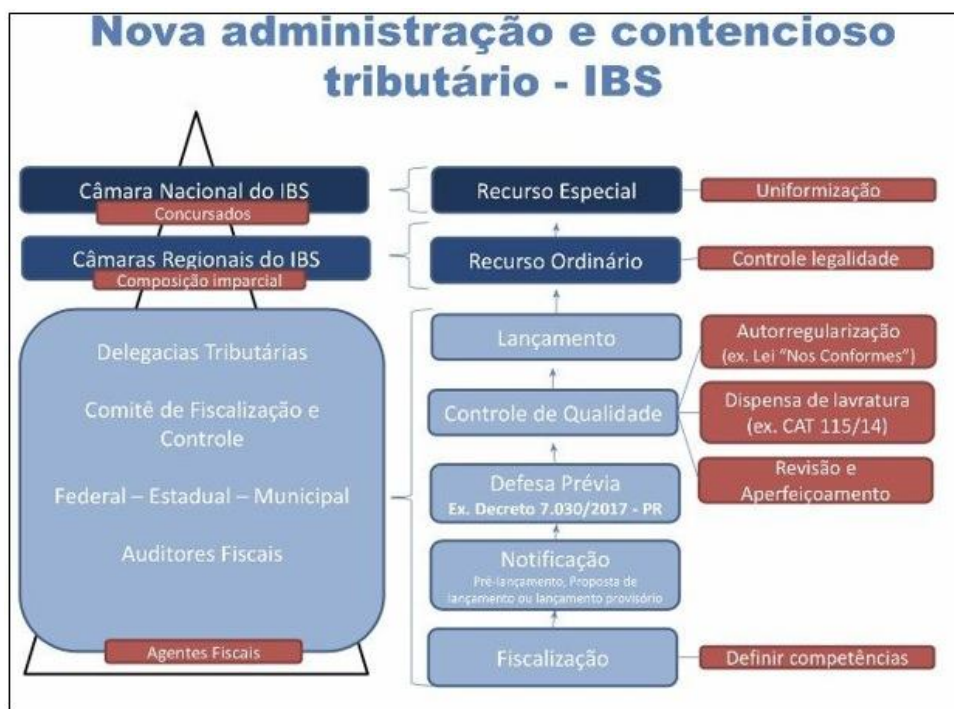 Nova administração e contencioso
tributário - IBS
Câmara Nacional do IBS
Concursados
Câmaras Regionais do IBS
Composição imparcial
Delegacias Tributárias
Comitê de Fiscalização e
Controle
Federal – Estadual – Municipal
Auditores Fiscais
Agentes Fiscais
Recurso Especial
Recurso Ordinário
Lançamento
Controle de Qualidade
Defesa Prévia
Ex. Decreto 7.030/2017 - PR
Notificação
Pré-lançamento, Proposta de
lançamento ou lançamento provisório
Fiscalização
Uniformização
Controle legalidade
Autorregularização
(ex. Lei "Nos Conformes")
Dispensa de lavratura
(ex. CAT 115/14)
Revisão e
Aperfeiçoamento
Definir competências